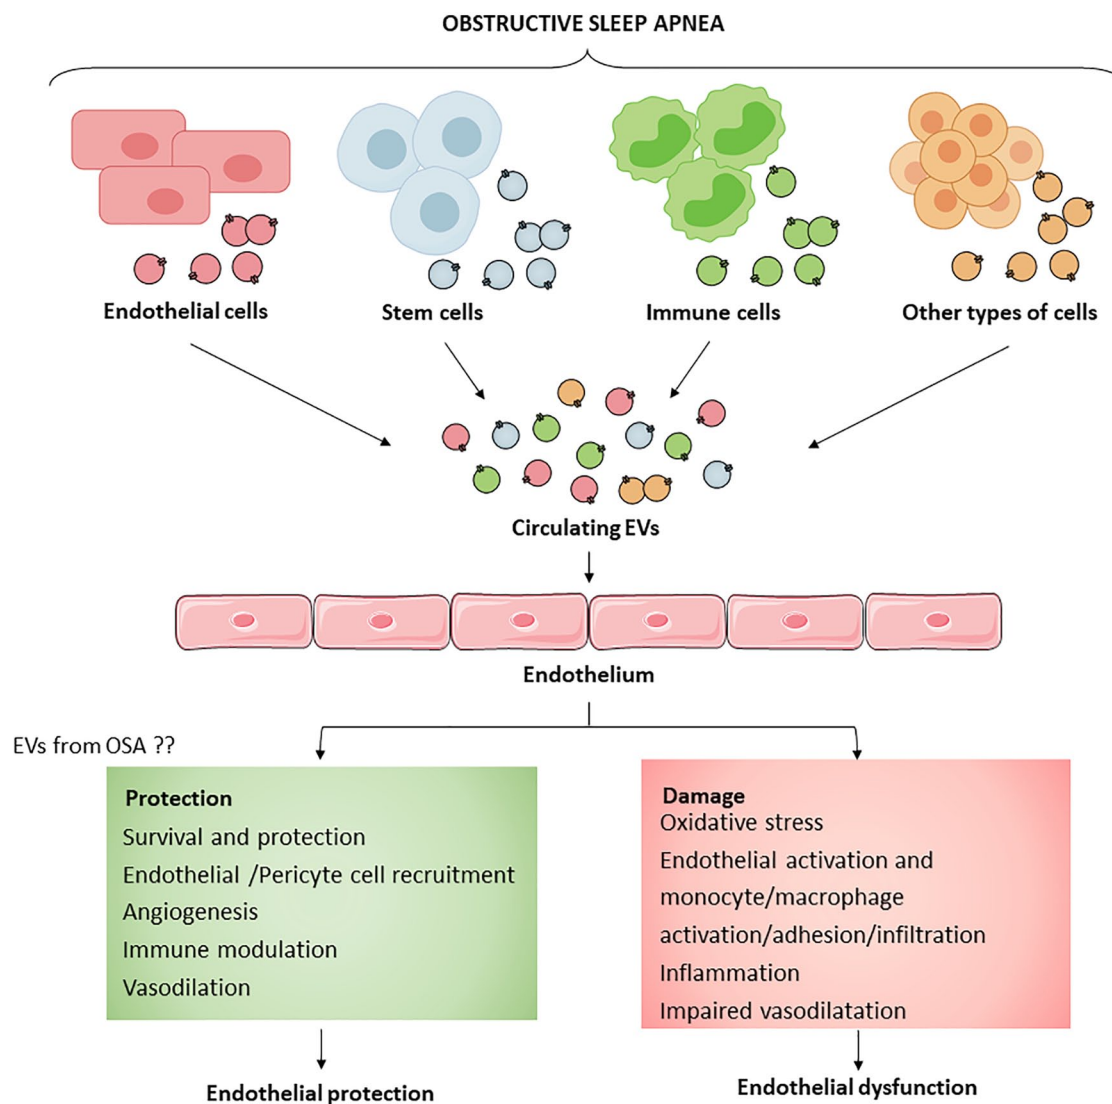 OBSTRUCTIVE SLEEP APNEA
Endothelial cells
Stem cells
Immune cells
Other types of cells
Circulating EVs
Endothelium
EVs from OSA ??
Protection
Survival and protection
Endothelial /Pericyte cell recruitment
Angiogenesis
Immune modulation
Vasodilation
Endothelial protection
Damage
Oxidative stress
Endothelial activation and
monocyte/macrophage
activation/adhesion/infiltration
Inflammation
Impaired vasodilatation
Endothelial dysfunction